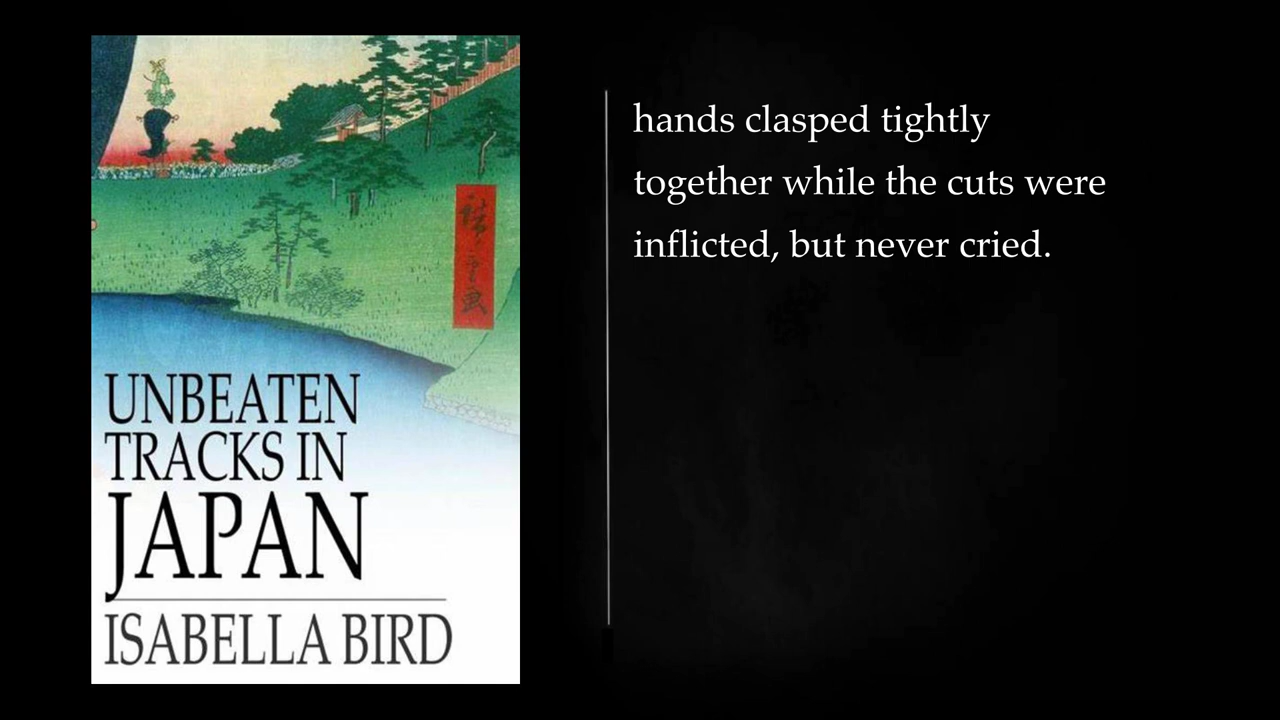 UNBEATEN
TRACKS IN
JAPAN
ISABELLA BIRD
hands clasped tightly
together while the cuts were
inflicted, but never cried.